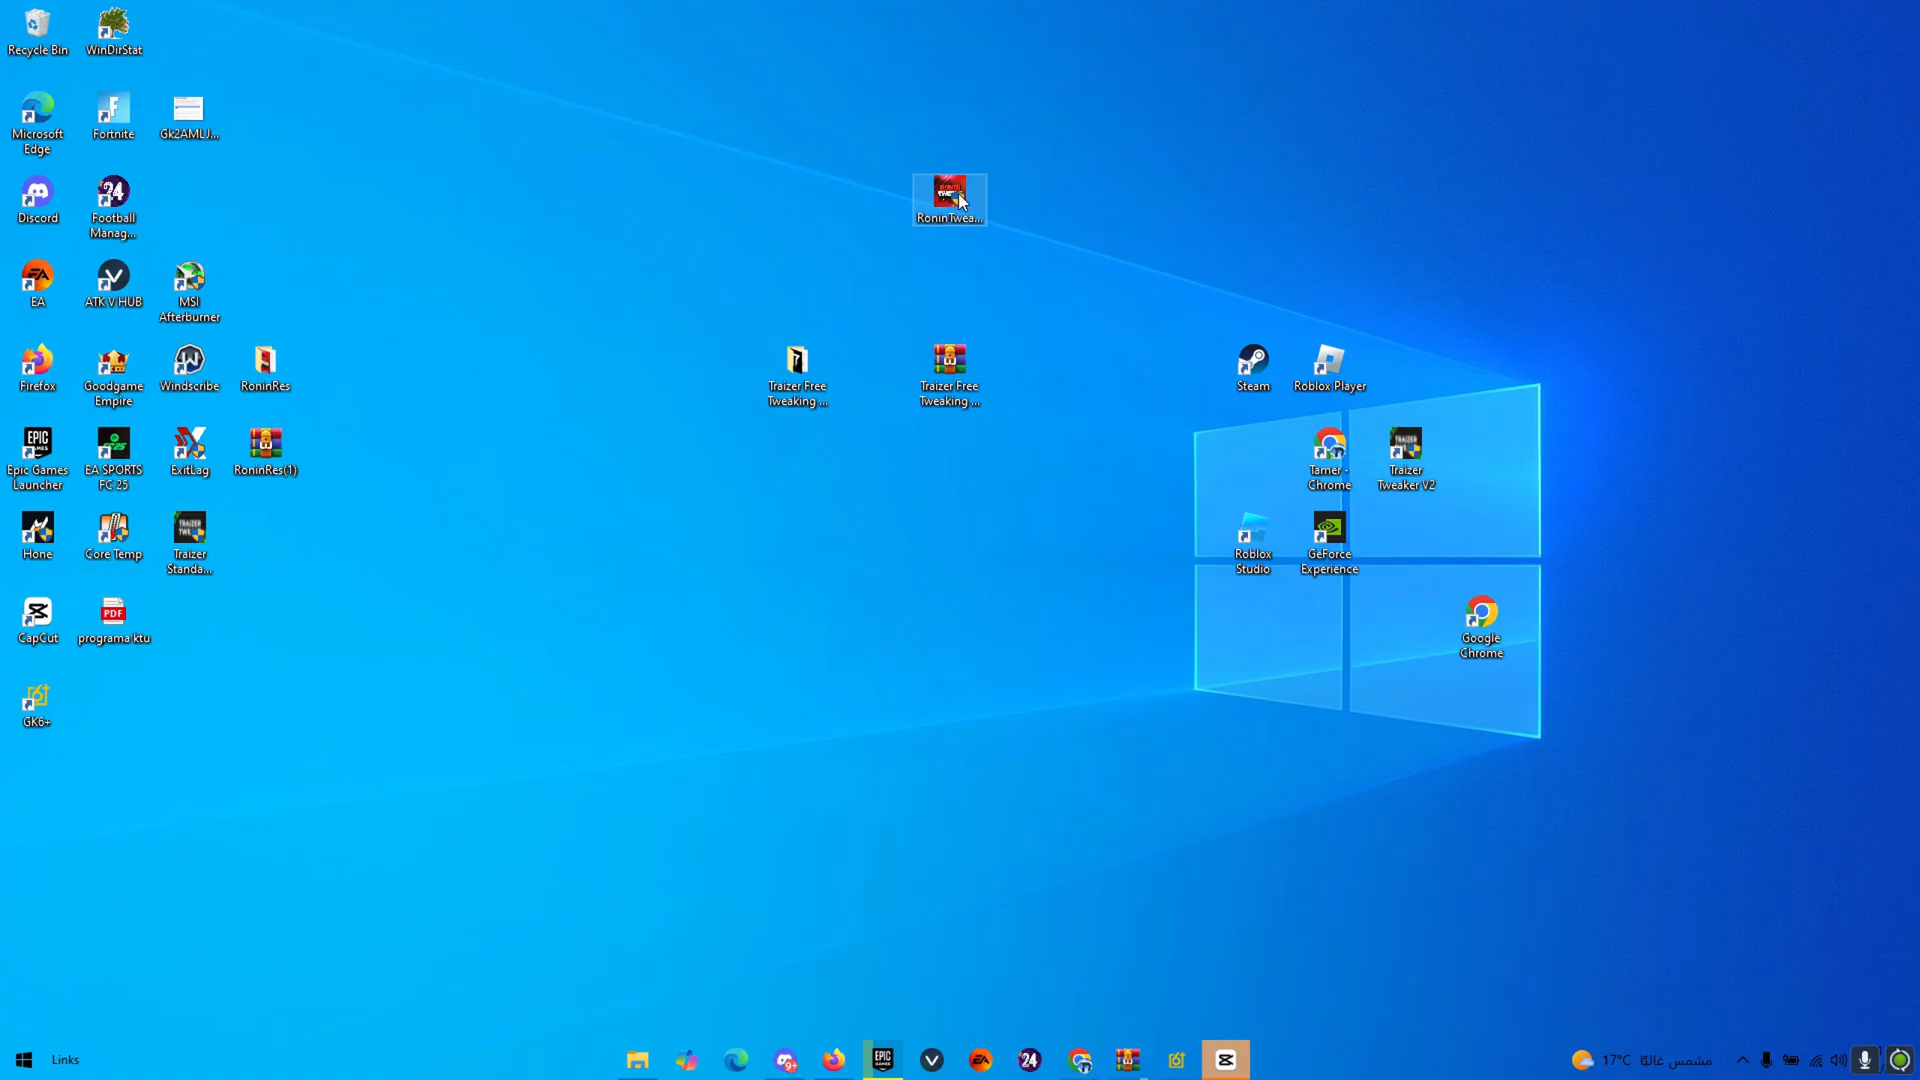 Recycle Bin
WinDirStat
Microsoft
Edge
Fortnite
Gk2AMLJ...
Discord
Football
Manag...
RoninTwea...
EA
ATK V HUB
MSI
Afterburner
Firefox
Goodgame
Empire
Windscribe
RoninRes
Traizer Free
Tweaking ...
Traizer Free
Tweaking ...
Steam
Roblox Player
Epic Games
Launcher
EA SPORTS
FC 25
ExitLag
RoninRes(1)
Tamer -
Chrome
Traizer
Tweaker V2
Hone
Core Temp
Traizer
Standa...
Roblox
Studio
GeForce
Experience
CapCut
programa ktu
Google
Chrome
GK6+
Links
17°C مشمس غالبًا